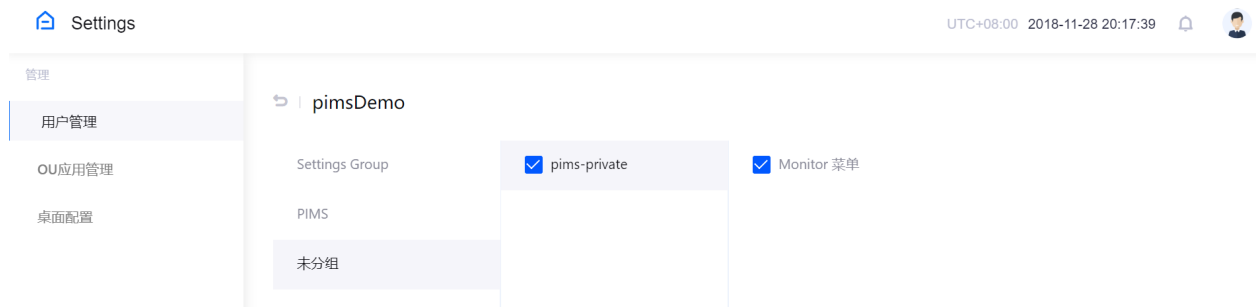 Settings
UTC+08:00 2018-11-28 20:17:39
管理
用户管理
OU应用管理
桌面配置
pimsDemo
Settings Group
PIMS
未分组
pims-private
Monitor 菜单